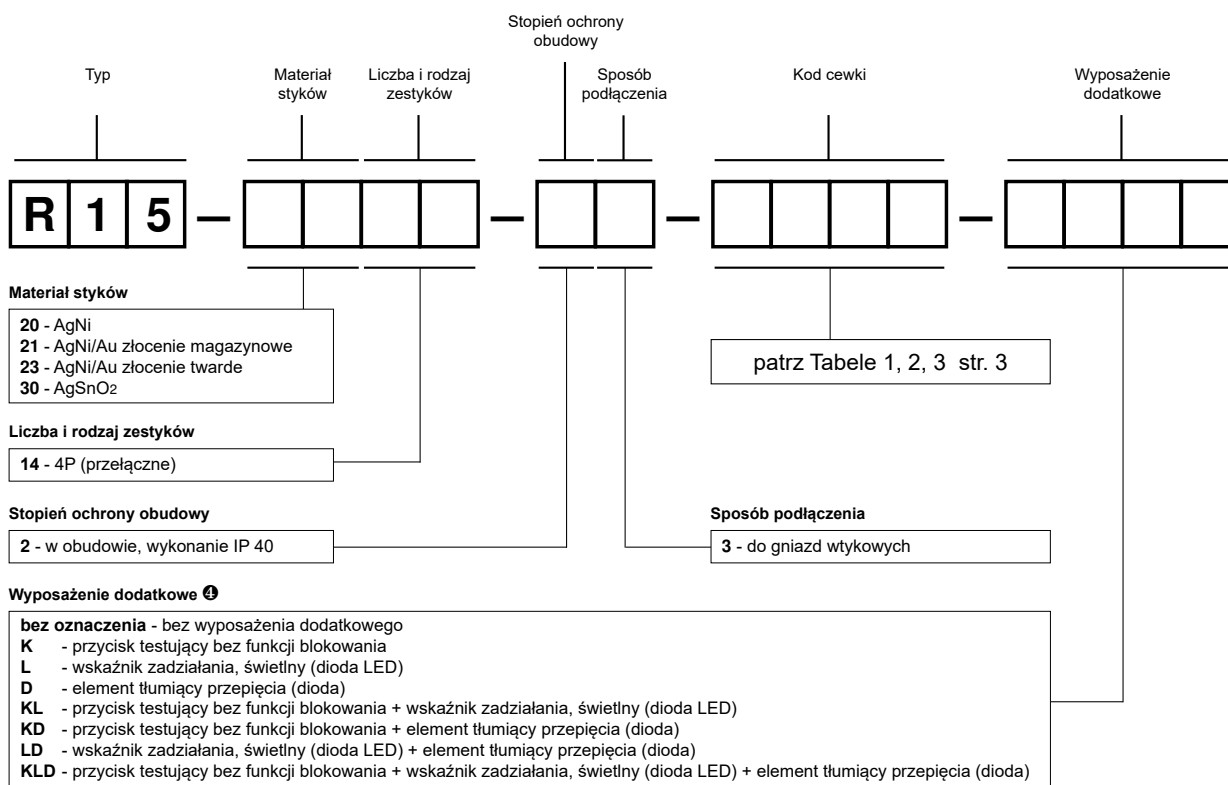 Stopień ochrony
obudowy
Typ
Materiał
styków
Liczba i rodzaj
zestyków
Sposób
podłączenia
Kod cewki
Wyposażenie
dodatkowe
R 1 5 – – – –
Materiał styków
20 - AgNi
21 - AgNi/Au złocenie magazynowe
23 - AgNi/Au złocenie twarde
30 - AgSnO2
patrz Tabele 1, 2, 3 str. 3
Liczba i rodzaj zestyków
14 - 4P (przełączne)
Stopień ochrony obudowy
2 - w obudowie, wykonanie IP 40
Sposób podłączenia
3 - do gniazd wtykowych
Wyposażenie dodatkowe ❹
bez oznaczenia - bez wyposażenia dodatkowego
K - przycisk testujący bez funkcji blokowania
L - wskaźnik zadziałania, świetlny (dioda LED)
D - element tłumiący przepięcia (dioda)
KL - przycisk testujący bez funkcji blokowania + wskaźnik zadziałania, świetlny (dioda LED)
KD - przycisk testujący bez funkcji blokowania + element tłumiący przepięcia (dioda)
LD - wskaźnik zadziałania, świetlny (dioda LED) + element tłumiący przepięcia (dioda)
KLD - przycisk testujący bez funkcji blokowania + wskaźnik zadziałania, świetlny (dioda LED) + element tłumiący przepięcia (dioda)